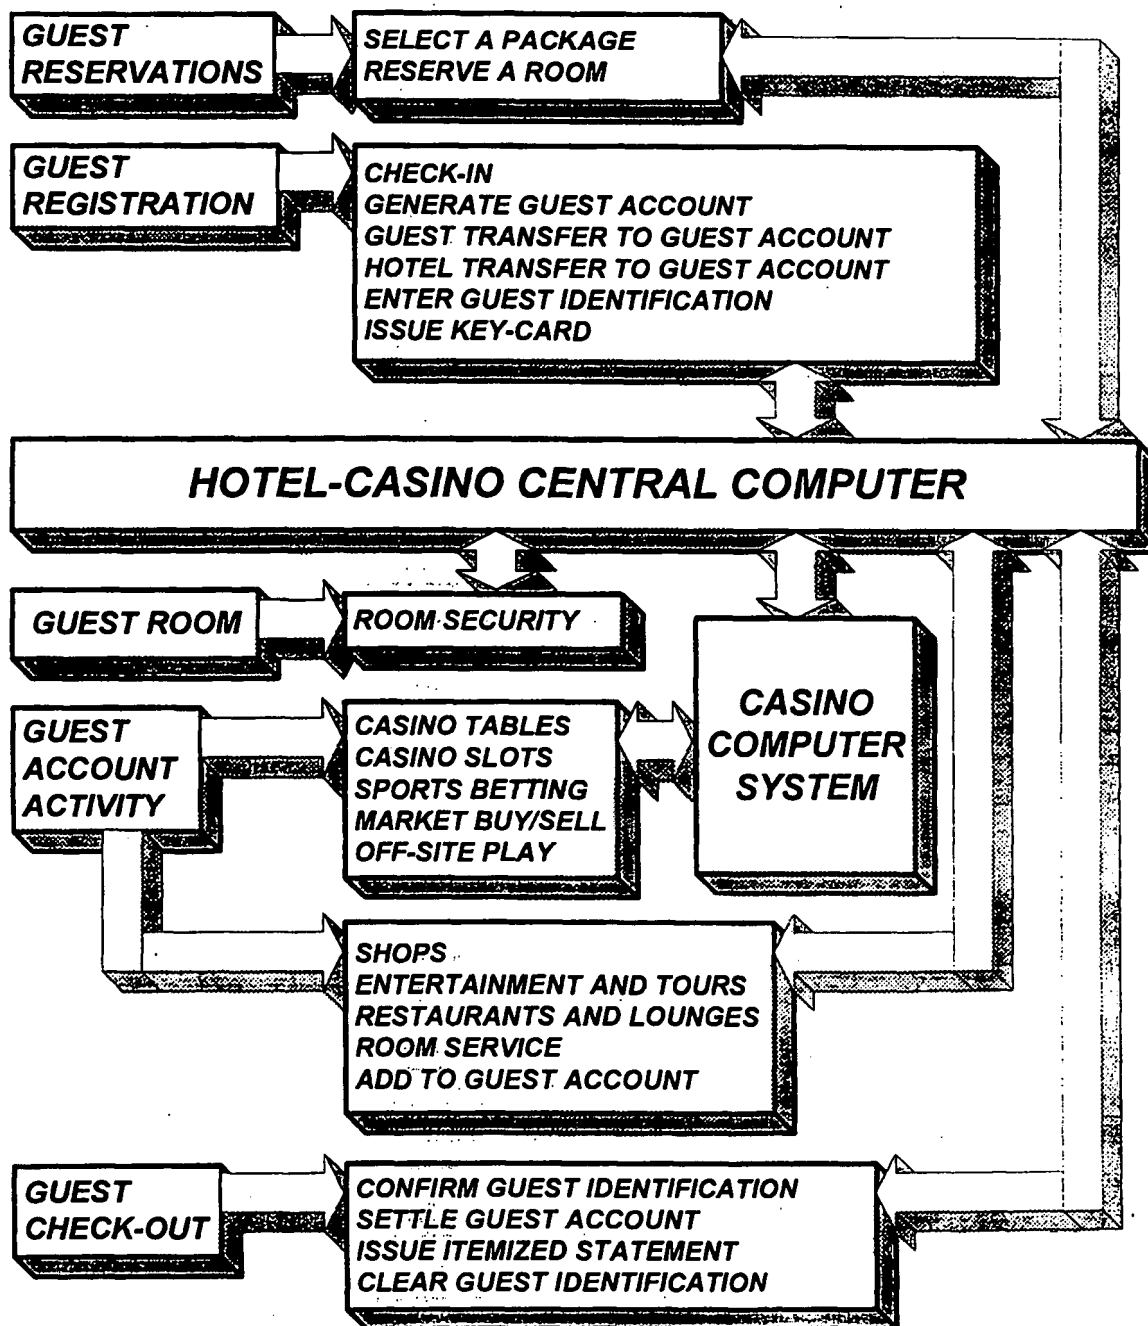 GUEST
RESERVATIONS
SELECT A PACKAGE
RESERVE A ROOM
GUEST
REGISTRATION
CHECK-IN
GENERATE GUEST ACCOUNT
GUEST TRANSFER TO GUEST ACCOUNT
HOTEL TRANSFER TO GUEST ACCOUNT
ENTER GUEST IDENTIFICATION
ISSUE KEY-CARD
HOTEL-CASINO CENTRAL COMPUTER
GUEST ROOM
ROOM SECURITY
GUEST
ACCOUNT
ACTIVITY
CASINO TABLES
CASINO SLOTS
SPORTS BETTING
MARKET BUY/SELL
OFF-SITE PLAY
CASINO
COMPUTER
SYSTEM
SHOPS
ENTERTAINMENT AND TOURS
RESTAURANTS AND LOUNGES
ROOM SERVICE
ADD TO GUEST ACCOUNT
GUEST
CHECK-OUT
CONFIRM GUEST IDENTIFICATION
SETTLE GUEST ACCOUNT
ISSUE ITEMIZED STATEMENT
CLEAR GUEST IDENTIFICATION